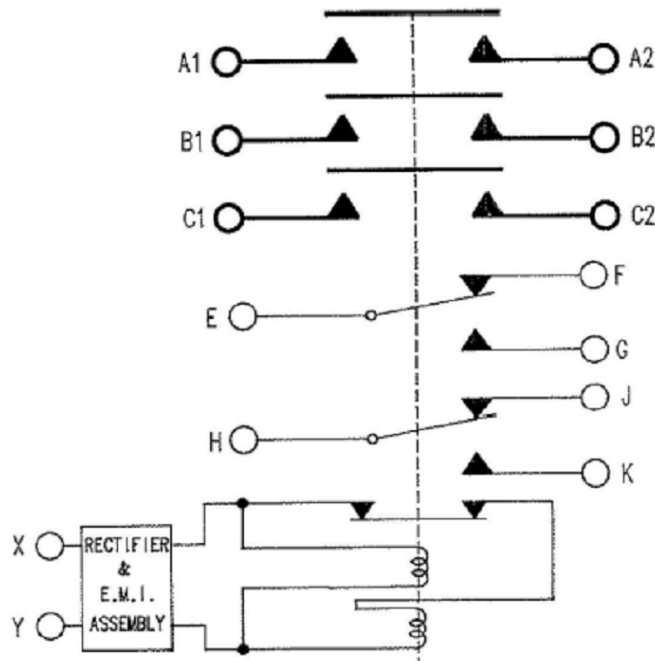 A1
A2
B1
B2
C1
C2
F
E
G
J
H
K
X
RECTIFIER
&
E.M.I.
Y
ASSEMBLY